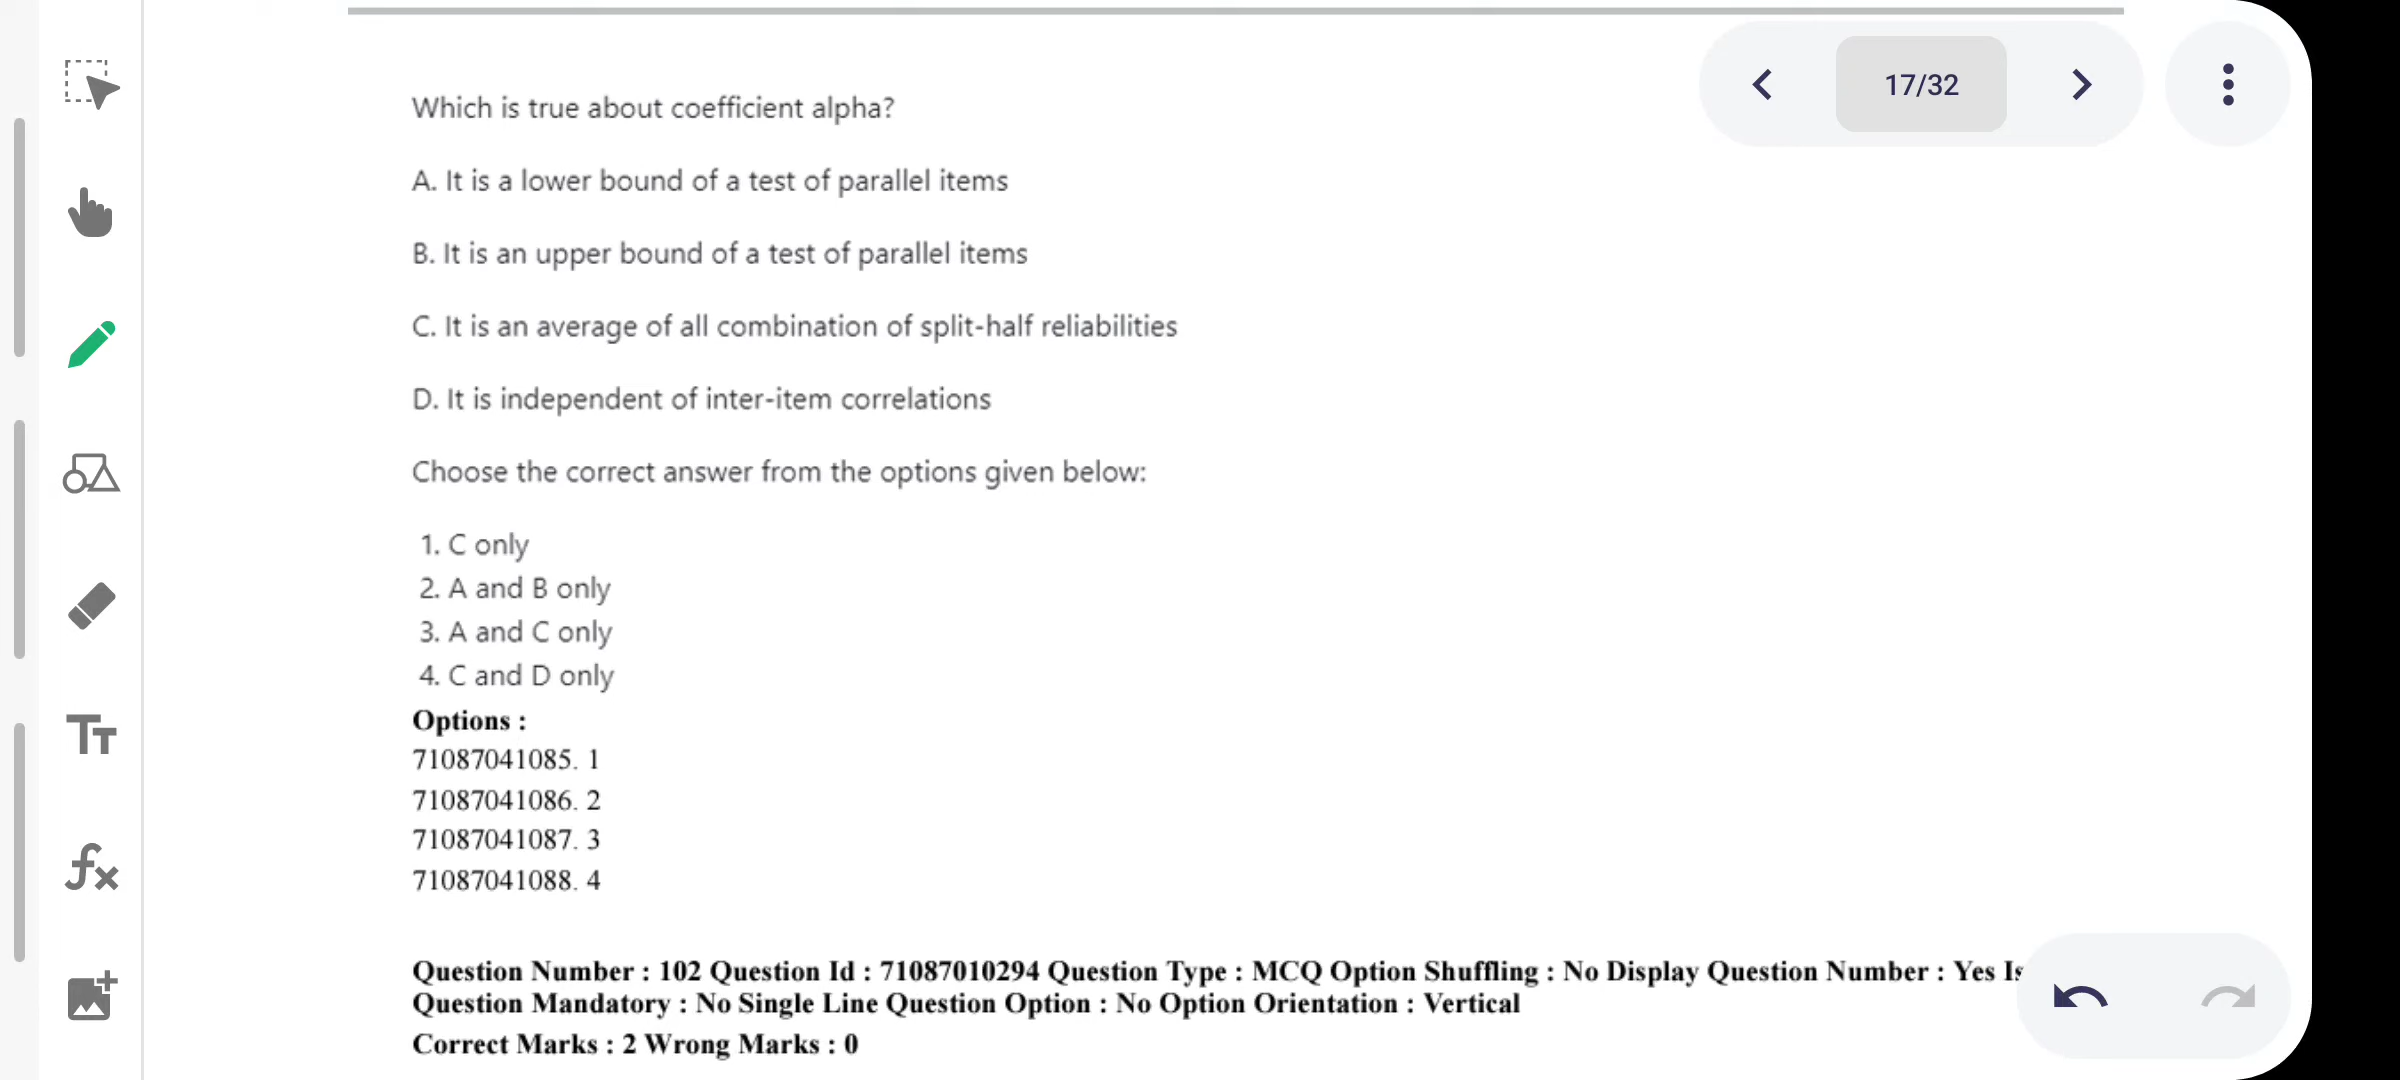 17/32
Which is true about coefficient alpha?
A. It is a lower bound of a test of parallel items
B. It is an upper bound of a test of parallel items
C. It is an average of all combination of split-half reliabilities
D. It is independent of inter-item correlations
Choose the correct answer from the options given below:
1. C only
2. A and B only
3. A and C only
4. C and D only
Options :
71087041085. 1
71087041086. 2
71087041087. 3
71087041088. 4
Question Number : 102 Question Id : 71087010294 Question Type : MCQ Option Shuffling : No Display Question Number : Yes Is
Question Mandatory : No Single Line Question Option : No Option Orientation : Vertical
Correct Marks : 2 Wrong Marks : 0